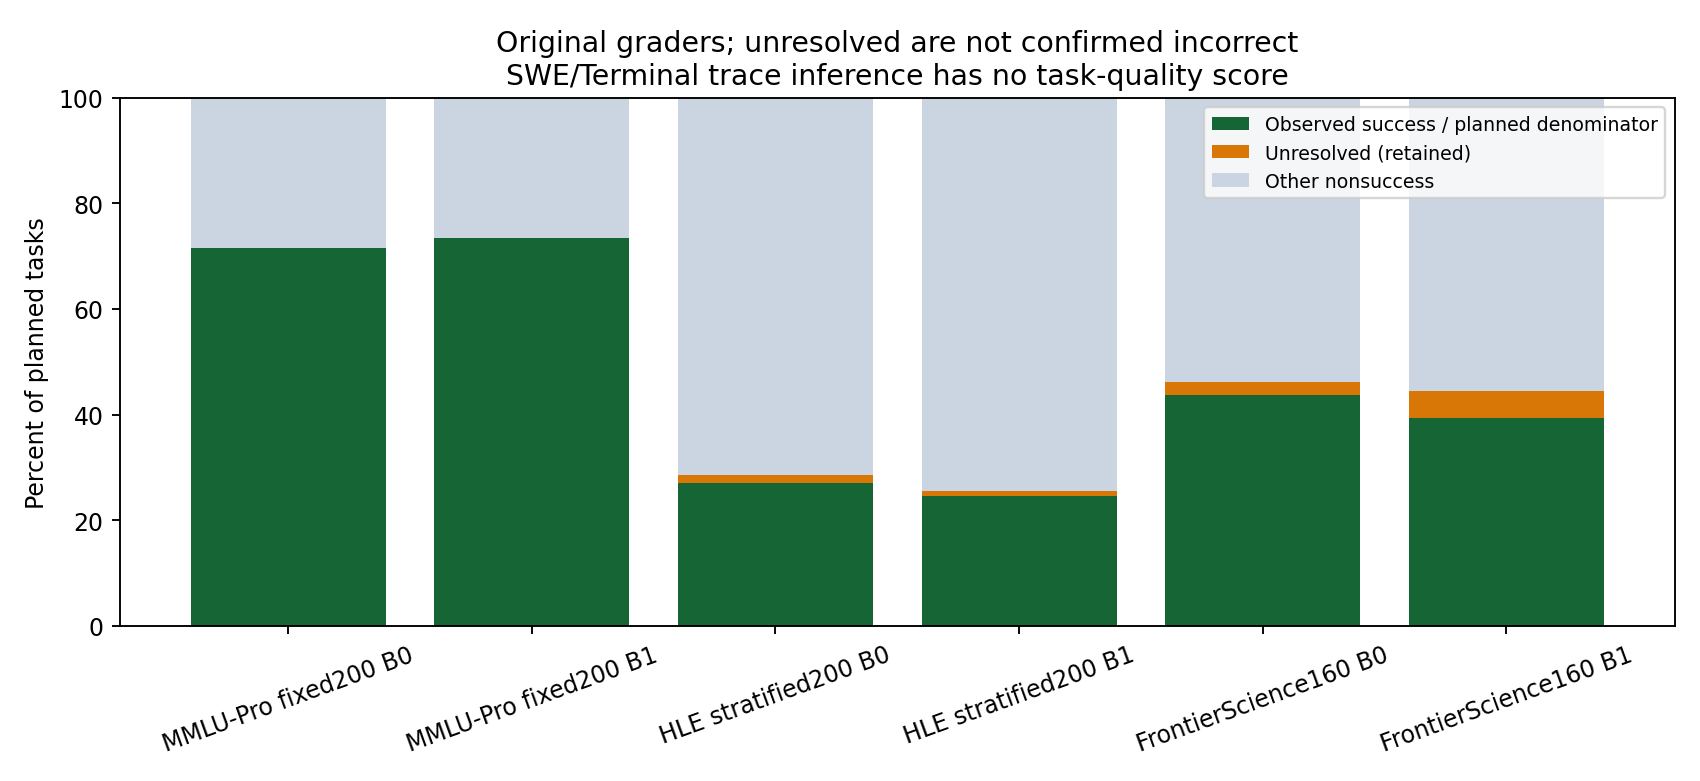 Original graders; unresolved are not confirmed incorrect
SWE/Terminal trace inference has no task-quality score
Percent of planned tasks
100
80
60
40
20
0
Observed success / planned denominator
Unresolved (retained)
Other nonsuccess
MMLU-Pro fixed200 B0
MMLU-Pro fixed200 B1
HLE stratified200 B0
HLE stratified200 B1
FrontierScience160 B0
FrontierScience160 B1